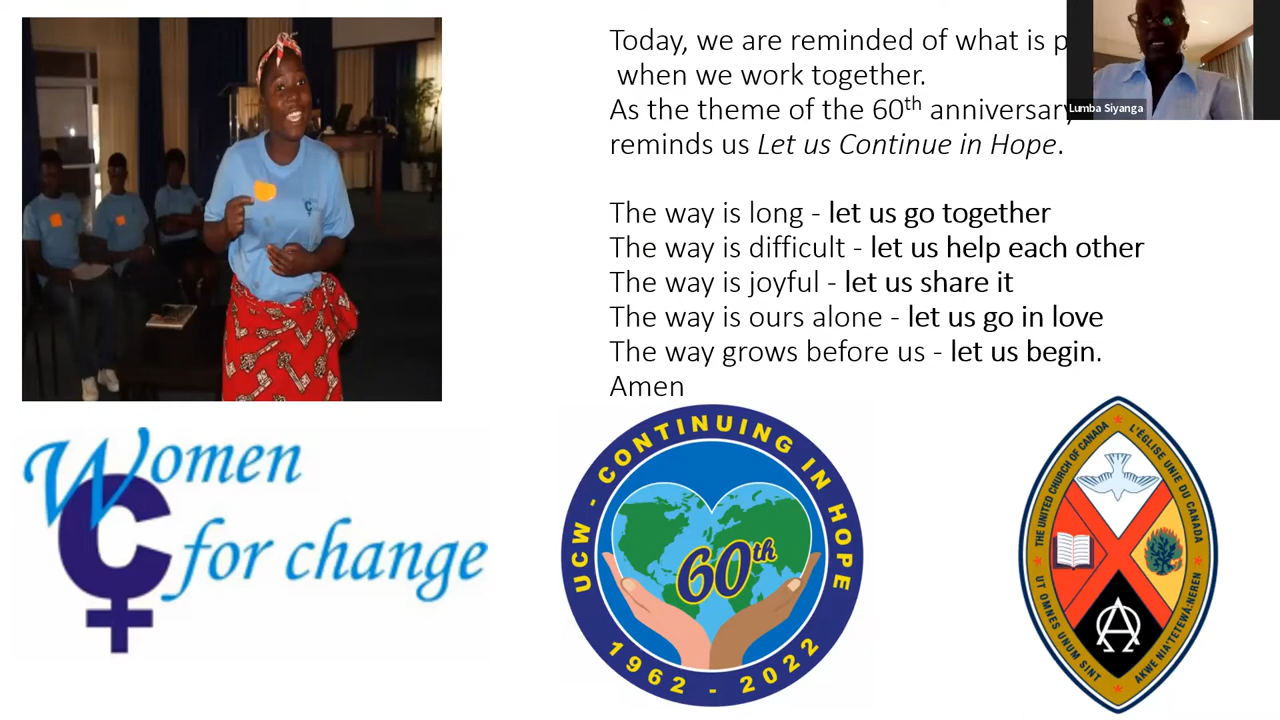 Today, we are reminded of what is p
when we work together.
As the theme of the 60th anniversary
reminds us Let us Continue in Hope.
The way is long - let us go together
The way is difficult - let us help each other
The way is joyful - let us share it
The way is ours alone - let us go in love
The way grows before us - let us begin.
Amen
Lumba Siyanga
Women
for change
UCW - CONTINUING IN HOPE
60th
1962 - 2022
THE UNITED CHURCH OF CANADA
L'ÉGLISE UNIE DU CANADA
UT OMNES UNUM SINT
AKWE NIA'TETEWÁ:NEREN
ΑΩ